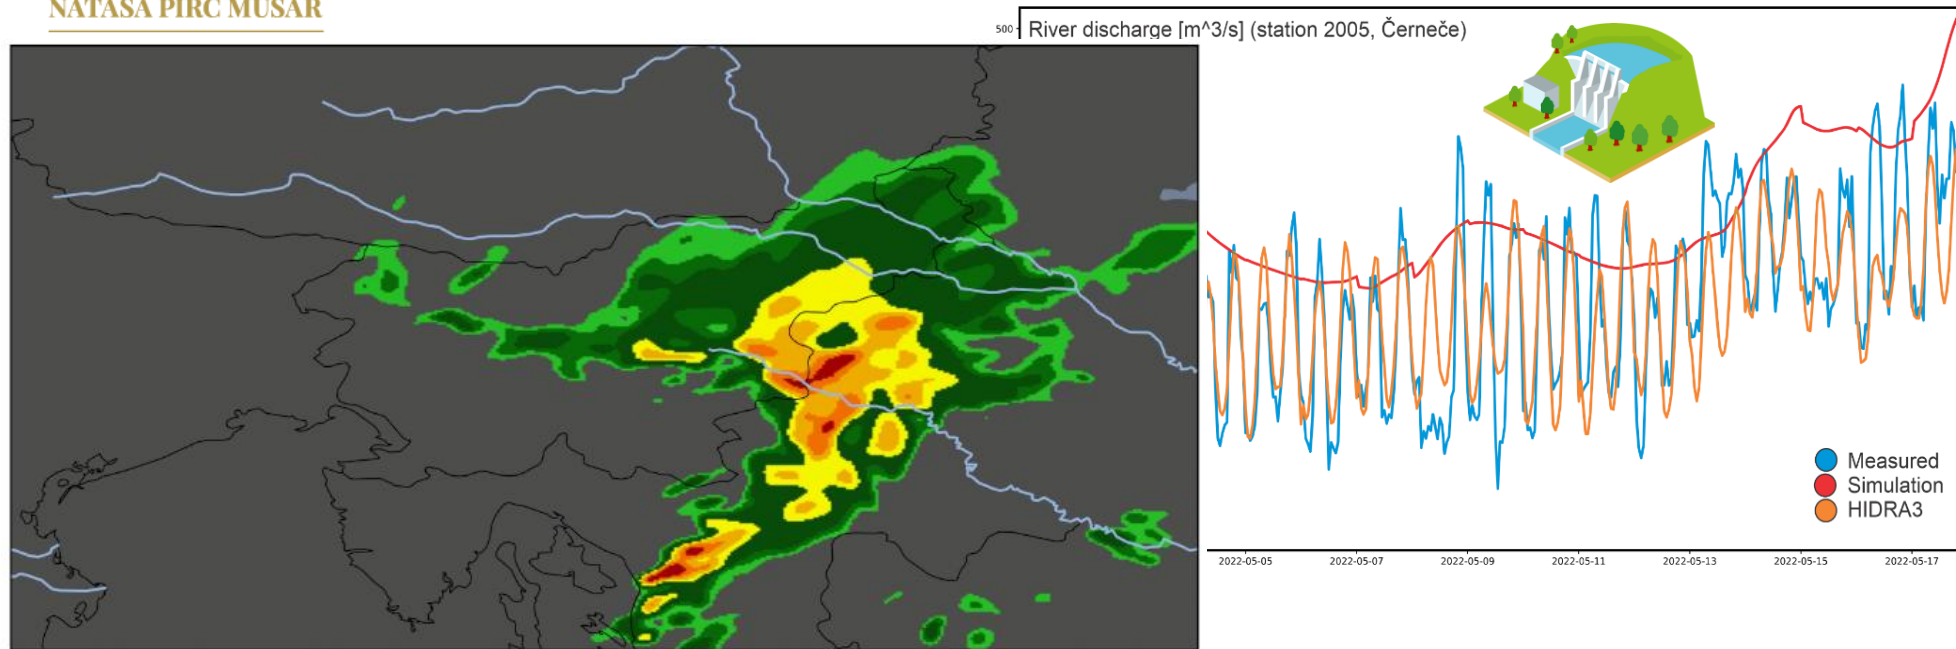 NATAŠA PIRC MUSAR
500
River discharge [m^3/s] (station 2005, Černeče)
Measured
Simulation
HIDRA3
2022-05-05 2022-05-07 2022-05-09 2022-05-11 2022-05-13 2022-05-15 2022-05-17